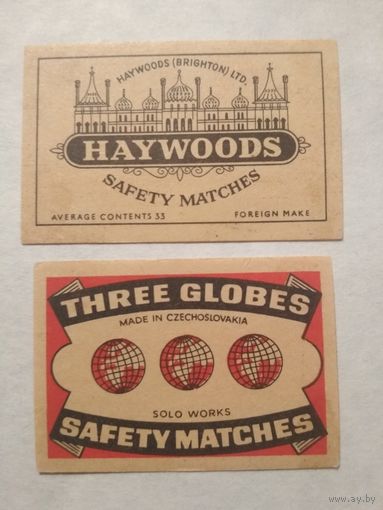 HAYWOODS (BRIGHTON) LTD.
HAYWOODS
SAFETY MATCHES
AVERAGE CONTENTS 33 FOREIGN MAKE
THREE GLOBES
MADE IN CZECHOSLOVAKIA
SOLO WORKS
SAFETY MATCHES
www.ay.by